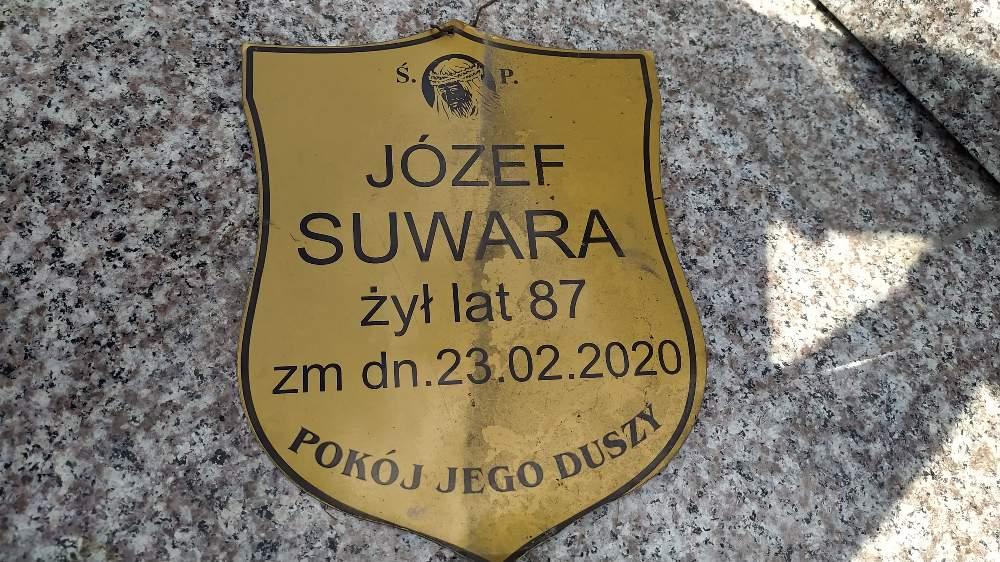 Ś. P.
JÓZEF
SUWARA
żył lat 87
zm dn.23.02.2020
POKÓJ JEGO DUSZY